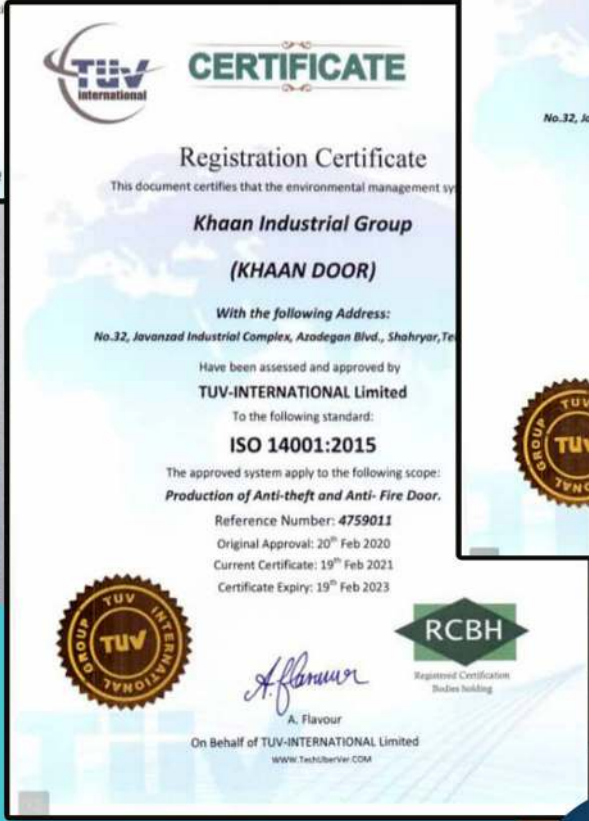 TÜV
international
CERTIFICATE
Registration Certificate
This document certifies that the environmental management
Khaan Industrial Group
(KHAAN DOOR)
With the following Address:
No.32, Javanzad Industrial Complex, Azadegan Blvd., Shahryar,
Have been assessed and approved by
TUV-INTERNATIONAL Limited
To the following standard:
ISO 14001:2015
The approved system apply to the following scope:
Production of Anti-theft and Anti- Fire Door.
Reference Number: 4759011
Original Approval: 20th Feb 2020
Current Certificate: 19th Feb 2021
Certificate Expiry: 19th Feb 2023
TUV INTERNATIONAL GROUP
TUV
RCBH
Registered Certification
Bodies holding
A. Flavour
On Behalf of TUV-INTERNATIONAL Limited
WWW.TechUberVer.COM
No.32,
TUV
GROUP